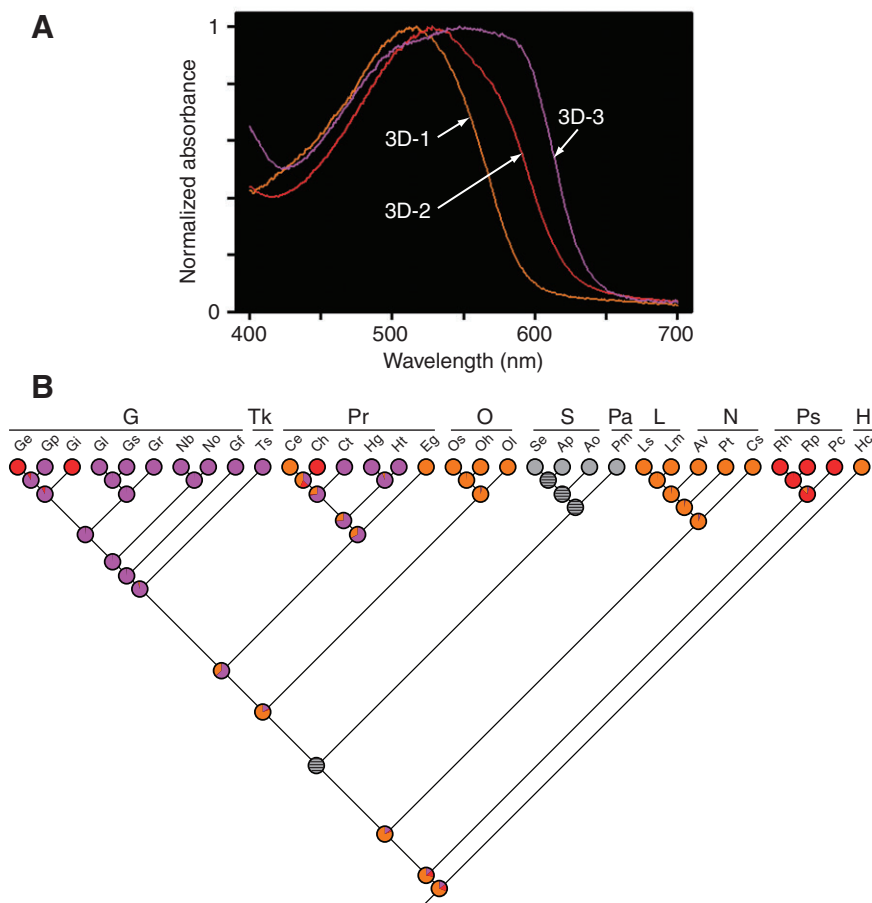 A
1
Normalized absorbance
0
3D-1
3D-2
3D-3
400 500 600 700
Wavelength (nm)
B
G Tk Pr O S Pa L N Ps H
Ge Gp Gi Gl Gs Gr Nb No Gf Ts Ce Ch Ct Hg Ht Eg Os Oh Ol Se Ap Ao Pm Ls Lm Av Pt Cs Rh Rp Pc Hc